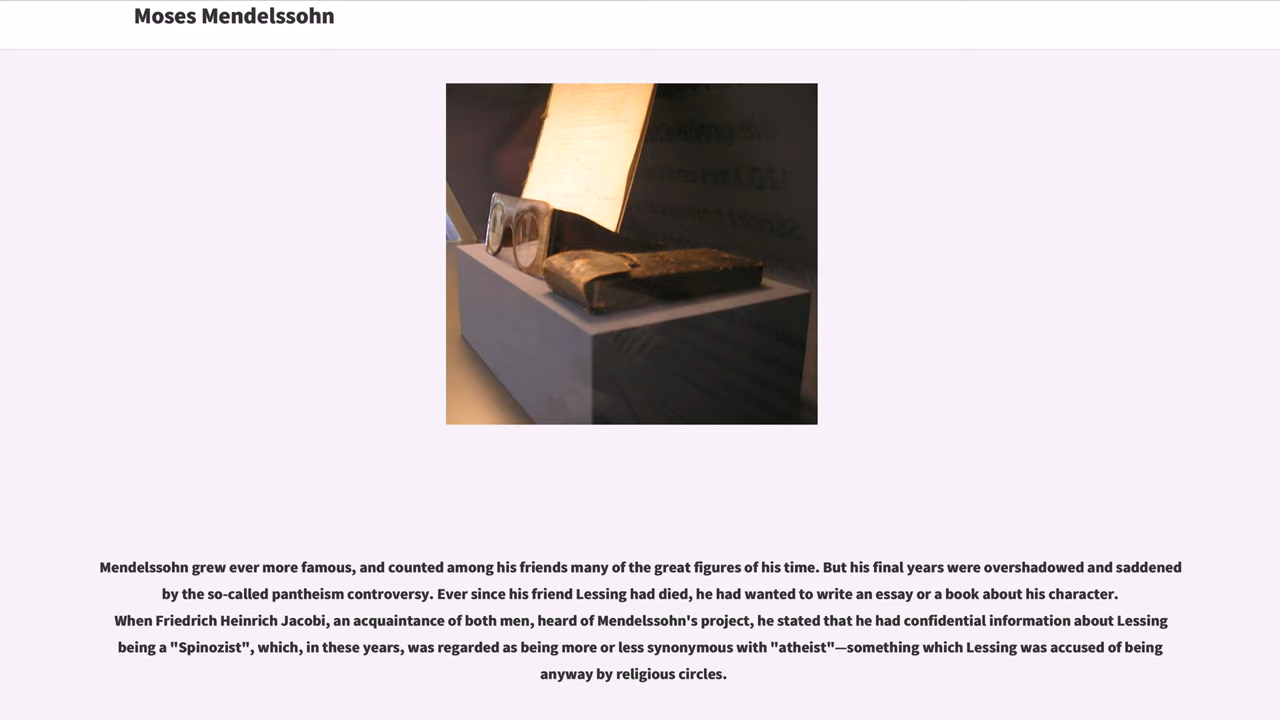 Moses Mendelssohn
Mendelssohn grew ever more famous, and counted among his friends many of the great figures of his time. But his final years were overshadowed and saddened
by the so-called pantheism controversy. Ever since his friend Lessing had died, he had wanted to write an essay or a book about his character.
When Friedrich Heinrich Jacobi, an acquaintance of both men, heard of Mendelssohn's project, he stated that he had confidential information about Lessing
being a "Spinozist", which, in these years, was regarded as being more or less synonymous with "atheist"—something which Lessing was accused of being
anyway by religious circles.